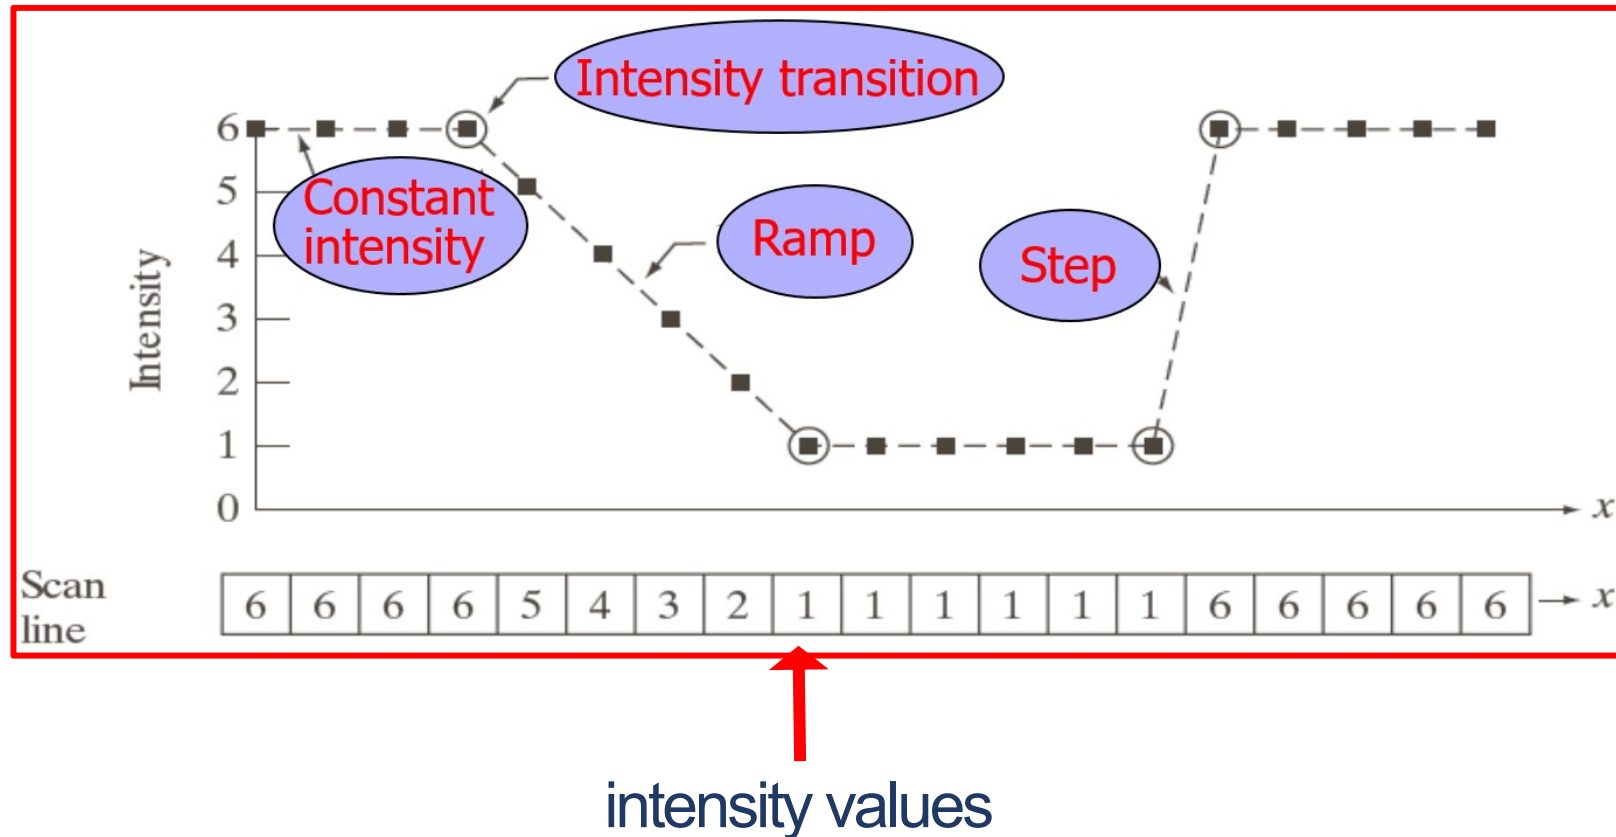 Intensity transition
Constant
intensity
Ramp
Step
Intensity
6
5
4
3
2
1
0
x
Scan
line
6 6 6 6 5 4 3 2 1 1 1 1 1 1 6 6 6 6 6
x
intensity values